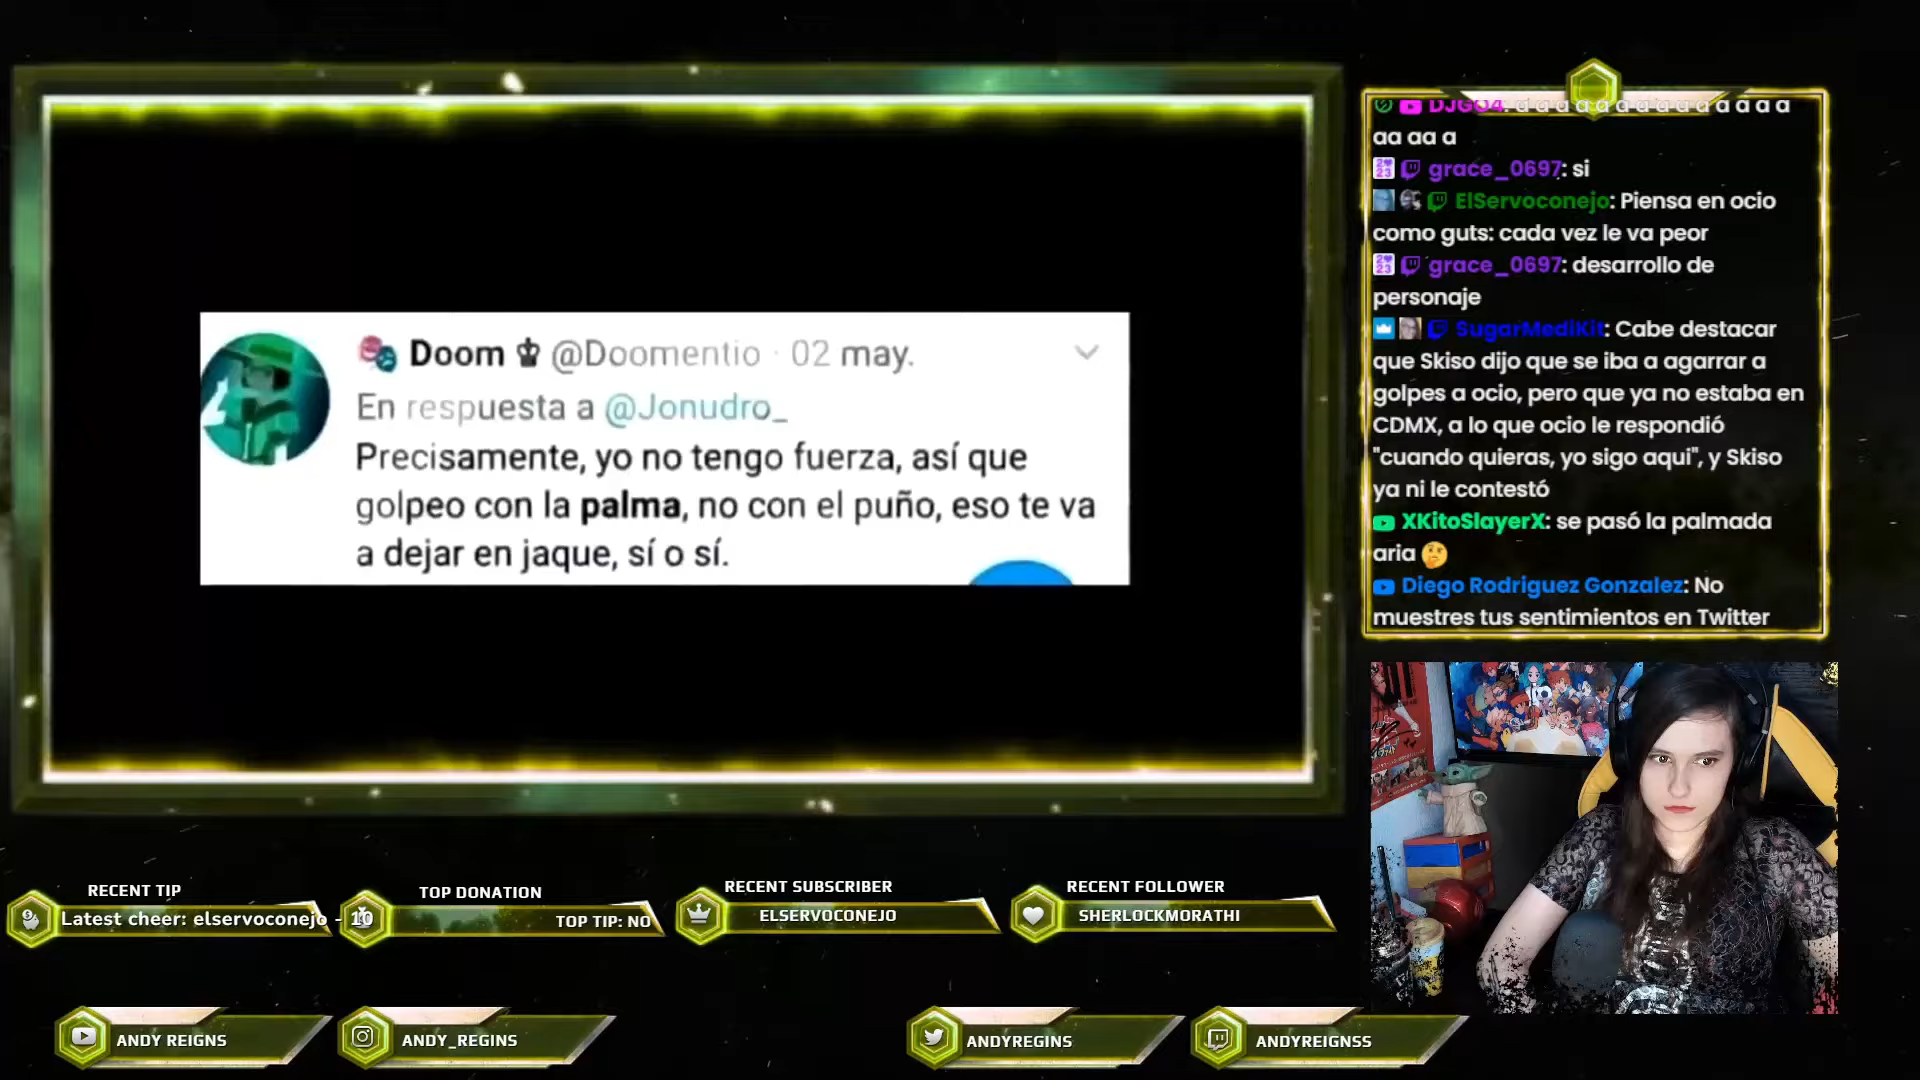 Doom @Doomentio · 02 may.
En respuesta a @Jonudro_
Precisamente, yo no tengo fuerza, así que
golpeo con la palma, no con el puño, eso te va
a dejar en jaque, sí o sí.
DJGO4: a a a a a a a a a a a a a a
aa aa a
grace_0697: si
ElServoconejo: Piensa en ocio
como guts: cada vez le va peor
grace_0697: desarrollo de
personaje
SugarMediKit: Cabe destacar
que Skiso dijo que se iba a agarrar a
golpes a ocio, pero que ya no estaba en
CDMX, a lo que ocio le respondió
"cuando quieras, yo sigo aqui", y Skiso
ya ni le contestó
XKitoSlayerX: se pasó la palmada
aria 🤔
Diego Rodriguez Gonzalez: No
muestres tus sentimientos en Twitter
RECENT TIP
Latest cheer: elservoconejo - 10
TOP DONATION
TOP TIP: NO
RECENT SUBSCRIBER
ELSERVOCONEJO
RECENT FOLLOWER
SHERLOCKMORATHI
ANDY REIGNS
ANDY_REGINS
ANDYREGINS
ANDYREIGNSS